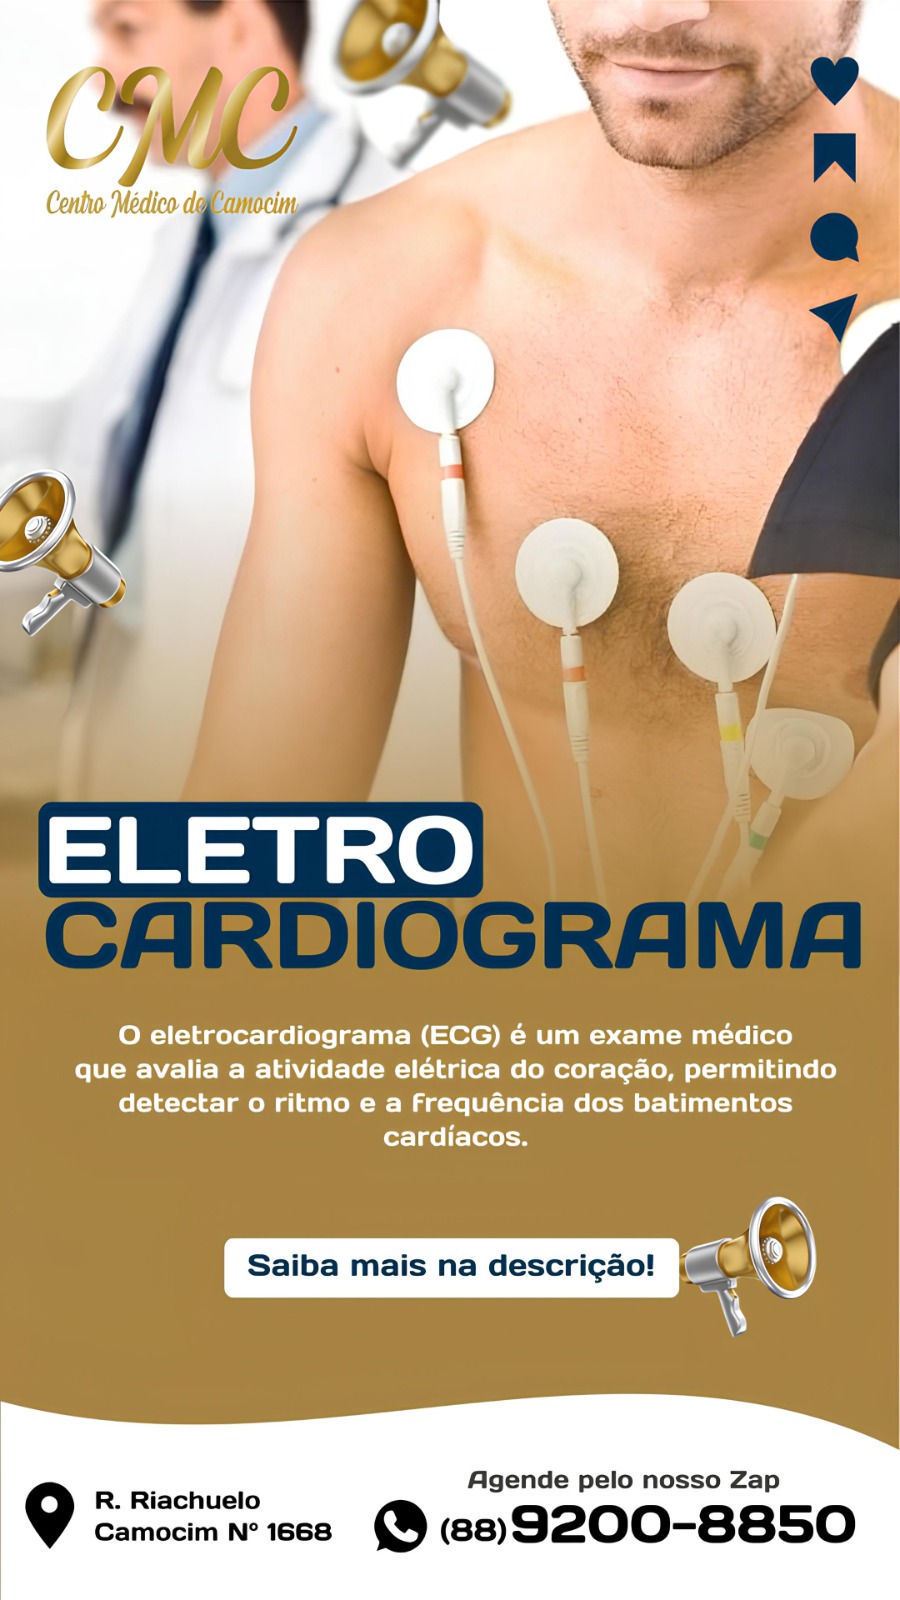 CMC
Centro Médico de Camocim
ELETRO
CARDIOGRAMA
O eletrocardiograma (ECG) é um exame médico
que avalia a atividade elétrica do coração, permitindo
detectar o ritmo e a frequência dos batimentos
cardíacos.
Saiba mais na descrição!
R. Riachuelo
Camocim Nº 1668
Agende pelo nosso Zap
(88)9200-8850